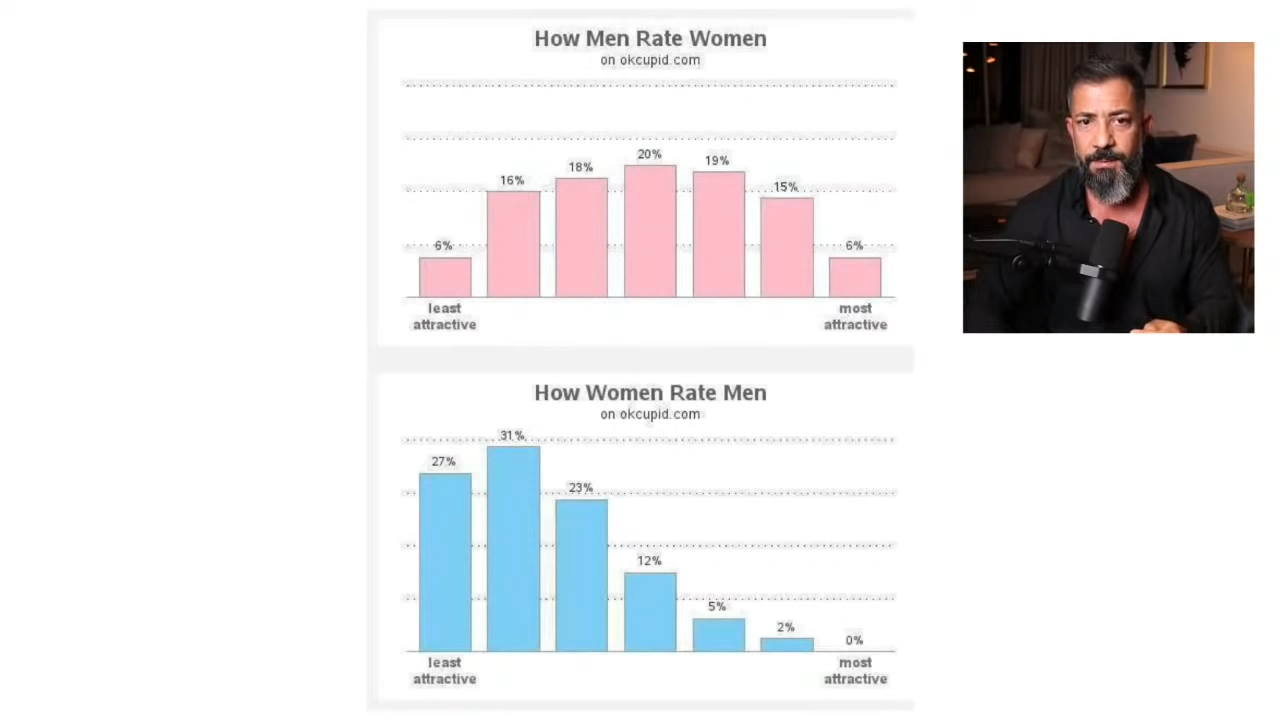 How Men Rate Women
on okcupid.com
6%
16%
18%
20%
19%
15%
6%
least
attractive
most
attractive
How Women Rate Men
on okcupid.com
27%
31%
23%
12%
5%
2%
0%
least
attractive
most
attractive